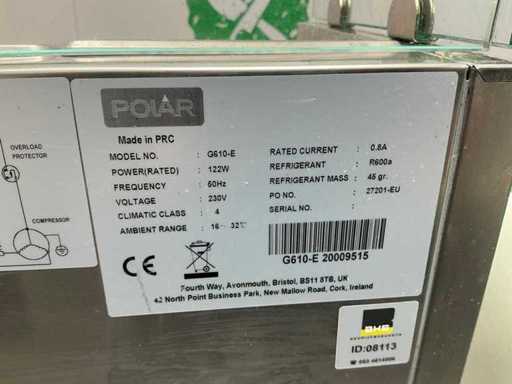 POLAR
Made in PRC
MODEL NO. : G610-E
POWER(RATED) : 122W
FREQUENCY : 50Hz
VOLTAGE : 230V
CLIMATIC CLASS : 4
AMBIENT RANGE : 16~32℃
RATED CURRENT : 0.8A
REFRIGERANT : R600a
REFRIGERANT MASS : 45 gr.
PO NO. : 27201-EU
SERIAL NO. :
G610-E 20009515
CE
Fourth Way, Avonmouth, Bristol, BS11 8TB, UK
42 North Point Business Park, New Mallow Road, Cork, Ireland
OVERLOAD
PROTECTOR
COMPRESSOR
E
BHB
ID:08113